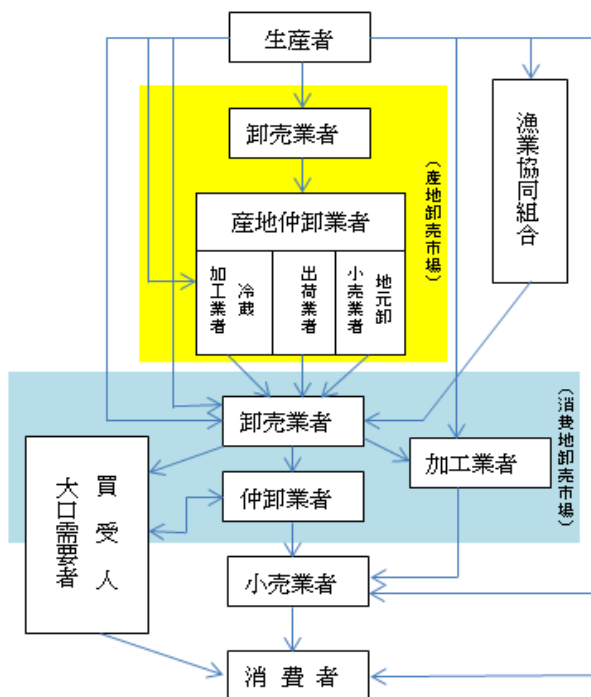 生産者
卸売業者
(産地卸売市場)
漁業協同組合
産地仲卸業者
冷蔵
加工業者
出荷業者
地元卸
小売業者
卸売業者
(消費地卸売市場)
加工業者
買受人
大口需要者
仲卸業者
小売業者
消費者